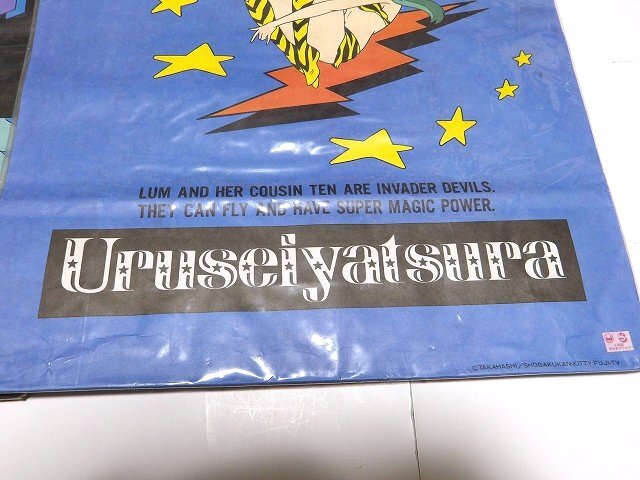 LUM AND HER COUSIN TEN ARE INVADER DEVILS.
THEY CAN FLY AND HAVE SUPER MAGIC POWER.
Uruseiyatsura
©TAKAHASHI/SHOGAKUKAN·KITTY·FUJI-TV